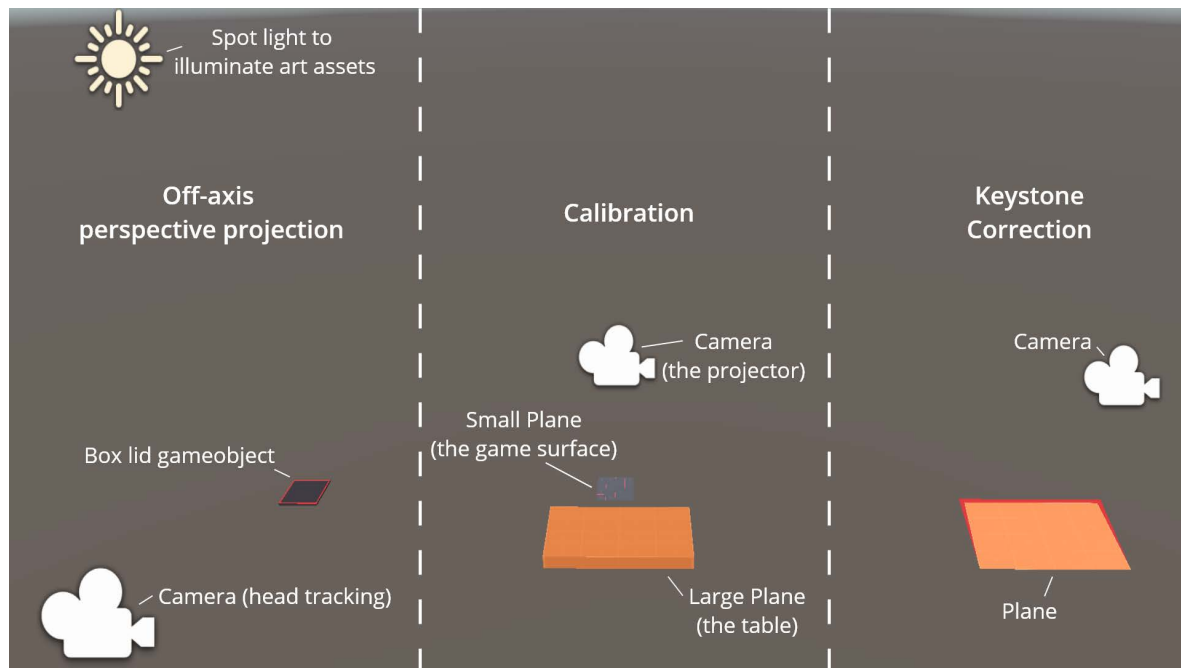 Spot light to
illuminate art assets
Off-axis
perspective projection
Box lid gameobject
Camera (head tracking)
Calibration
Camera
(the projector)
Small Plane
(the game surface)
Large Plane
(the table)
Keystone
Correction
Camera
Plane